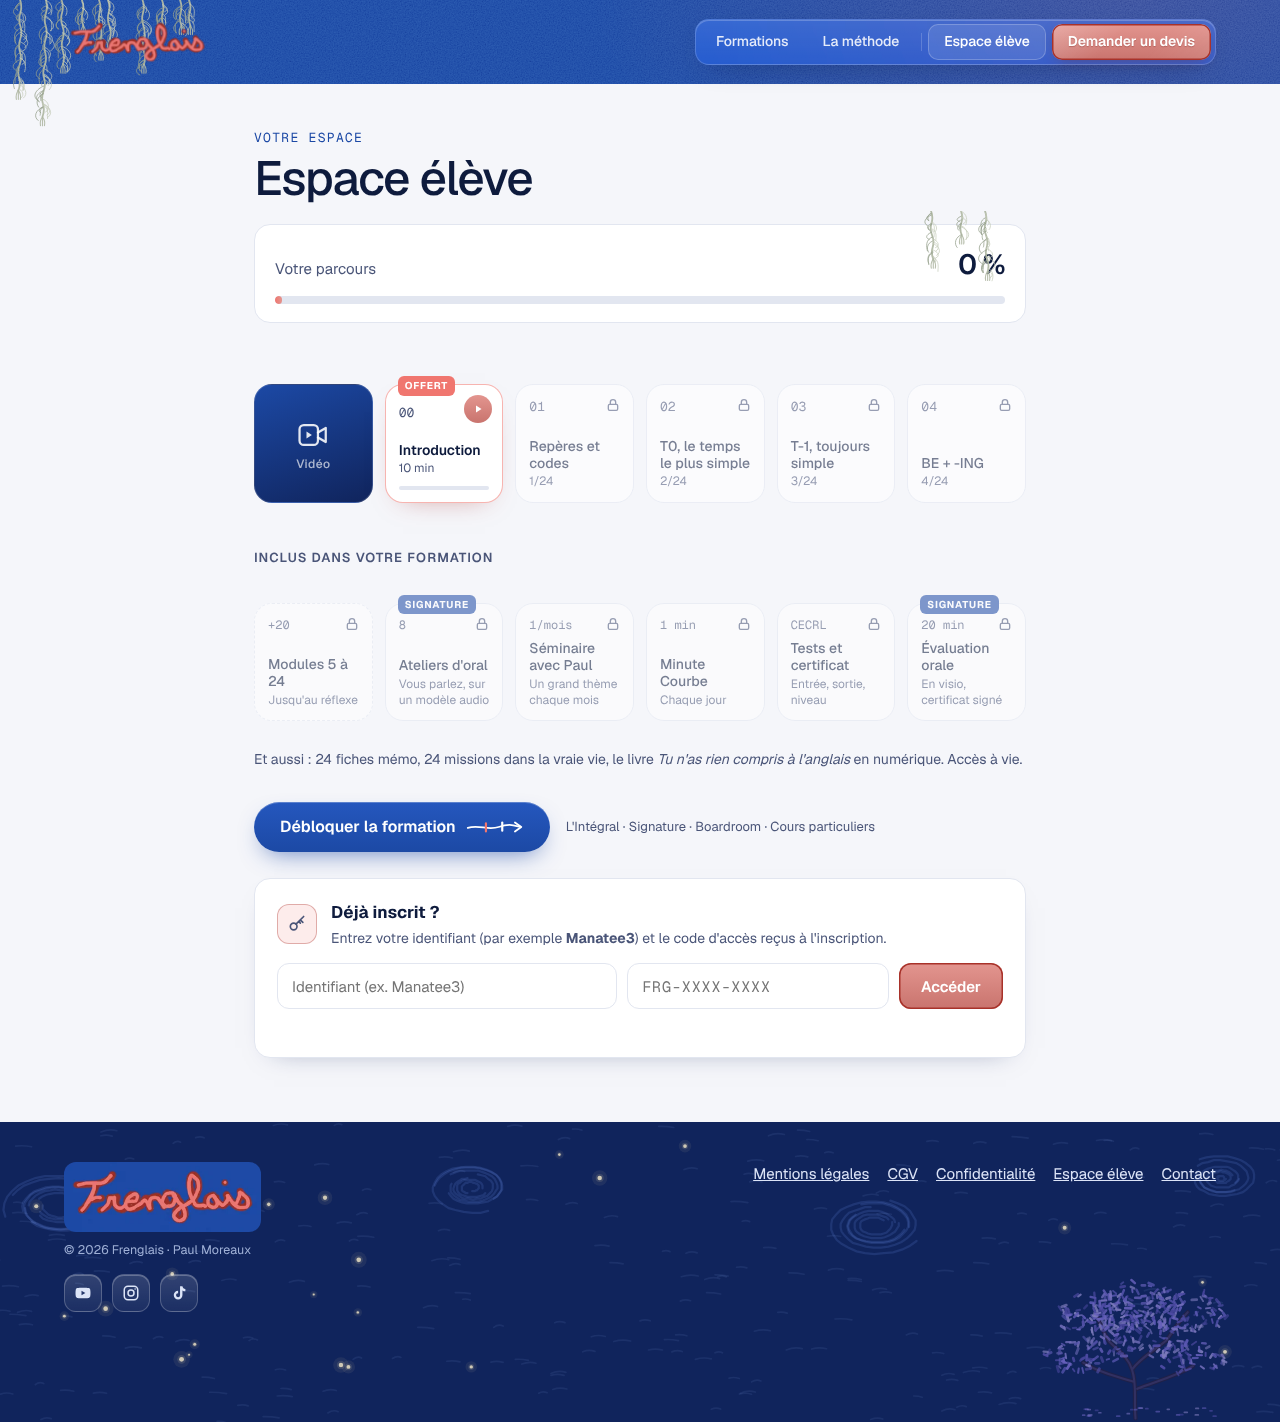 Frenglais
Formations
La méthode
Espace élève
Demander un devis
VOTRE ESPACE
Espace élève
Votre parcours
0 %
Vidéo
OFFERT
00
Introduction
10 min
01
Repères et
codes
1/24
02
T0, le temps
le plus simple
2/24
03
T-1, toujours
simple
3/24
04
BE + -ING
4/24
INCLUS DANS VOTRE FORMATION
+20
Modules 5 à
24
Jusqu'au réflexe
SIGNATURE
8
Ateliers d'oral
Vous parlez, sur
un modèle audio
1/mois
Séminaire
avec Paul
Un grand thème
chaque mois
1 min
Minute
Courbe
Chaque jour
CECRL
Tests et
certificat
Entrée, sortie,
niveau
SIGNATURE
20 min
Évaluation
orale
En visio,
certificat signé
Et aussi : 24 fiches mémo, 24 missions dans la vraie vie, le livre Tu n'as rien compris à l'anglais en numérique. Accès à vie.
Débloquer la formation
L'Intégral · Signature · Boardroom · Cours particuliers
Déjà inscrit ?
Entrez votre identifiant (par exemple Manatee3) et le code d'accès reçus à l'inscription.
Identifiant (ex. Manatee3)
FRG-XXXX-XXXX
Accéder
Frenglais
Mentions légales
CGV
Confidentialité
Espace élève
Contact
© 2026 Frenglais · Paul Moreaux